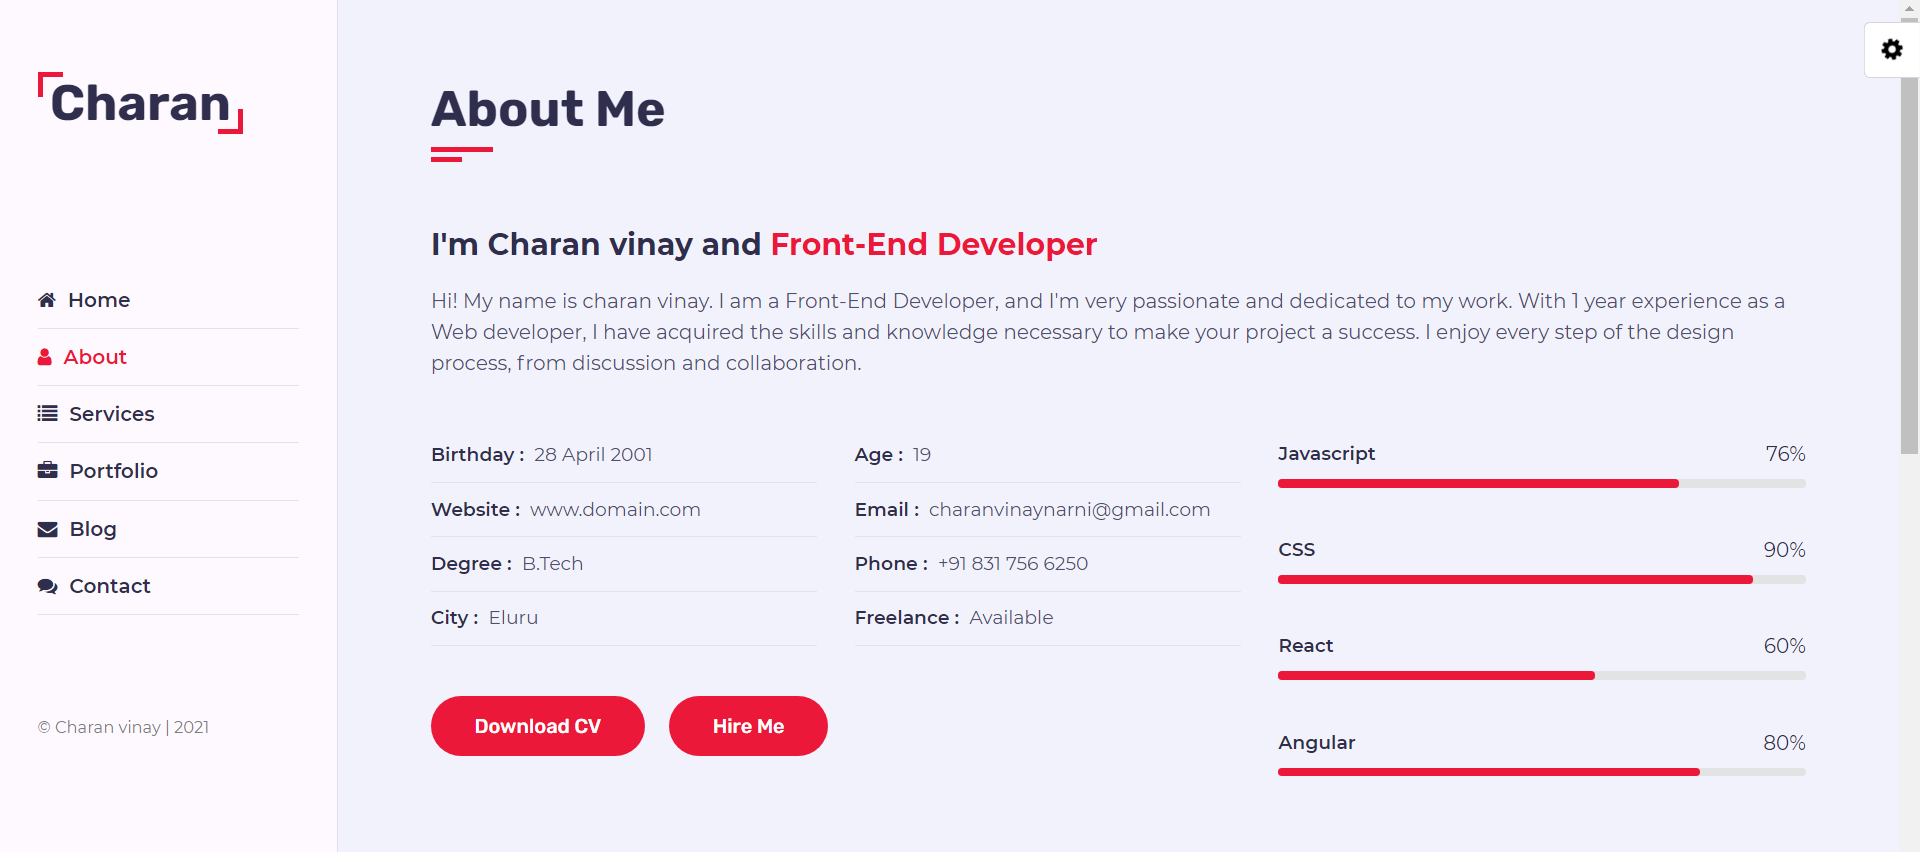 Charan
Home
About
Services
Portfolio
Blog
Contact
© Charan vinay | 2021
About Me
I'm Charan vinay and Front-End Developer
Hi! My name is charan vinay. I am a Front-End Developer, and I'm very passionate and dedicated to my work. With 1 year experience as a
Web developer, I have acquired the skills and knowledge necessary to make your project a success. I enjoy every step of the design
process, from discussion and collaboration.
Birthday : 28 April 2001
Website : www.domain.com
Degree : B.Tech
City : Eluru
Age : 19
Email : charanvinaynarni@gmail.com
Phone : +91 831 756 6250
Freelance : Available
Download CV
Hire Me
Javascript 76%
CSS 90%
React 60%
Angular 80%